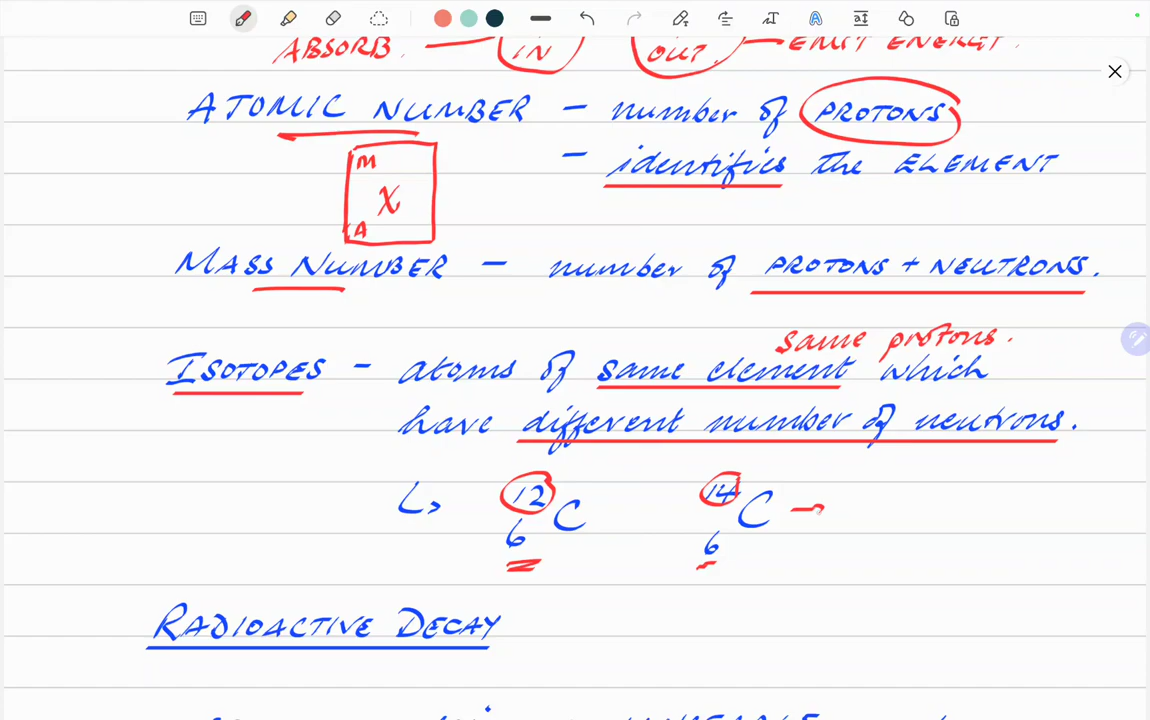 ABSORB. — IN OUT. — EMIT ENERGY.
ATOMIC NUMBER - number of PROTONS
- identifies the ELEMENT
M
X
A
MASS NUMBER - number of PROTONS + NEUTRONS.
same protons.
ISOTOPES - atoms of same element which
have different number of neutrons.
12 C 14 C
6 6
RADIOACTIVE DECAY